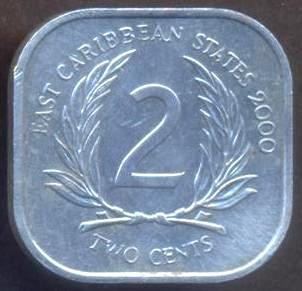 EAST CARIBBEAN STATES 2000
2
TWO CENTS